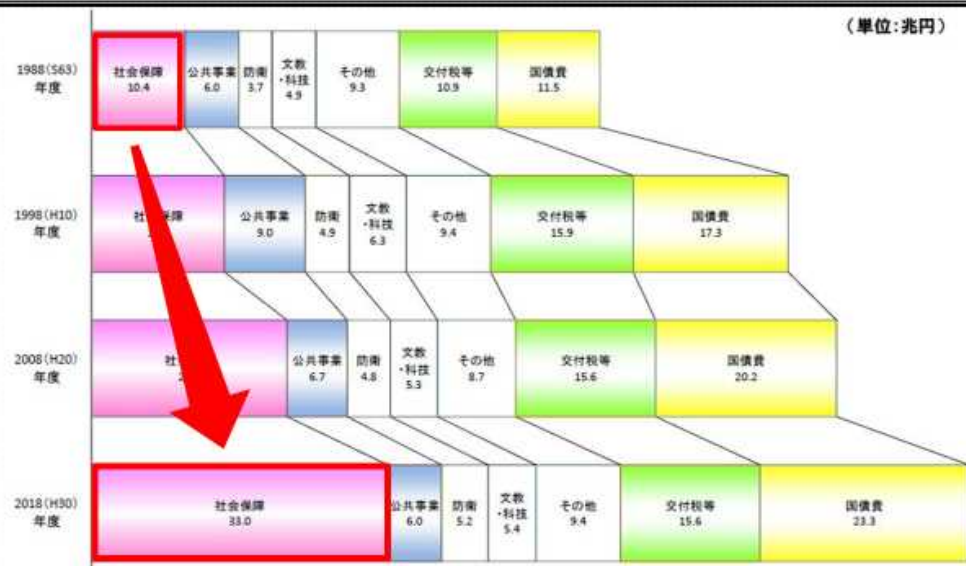 (単位:兆円)
1988(S63)
年度
社会保障
10.4
公共事業
6.0
防衛
3.7
文教
・科技
4.9
その他
9.3
交付税等
10.9
国債費
11.5
1998(H10)
年度
公共事業
9.0
防衛
4.9
文教
・科技
6.3
その他
9.4
交付税等
15.9
国債費
17.3
2008(H20)
年度
公共事業
6.7
防衛
4.8
文教
・科技
5.3
その他
8.7
交付税等
15.6
国債費
20.2
2018(H30)
年度
社会保障
33.0
公共事業
6.0
防衛
5.2
文教
・科技
5.4
その他
9.4
交付税等
15.6
国債費
23.3